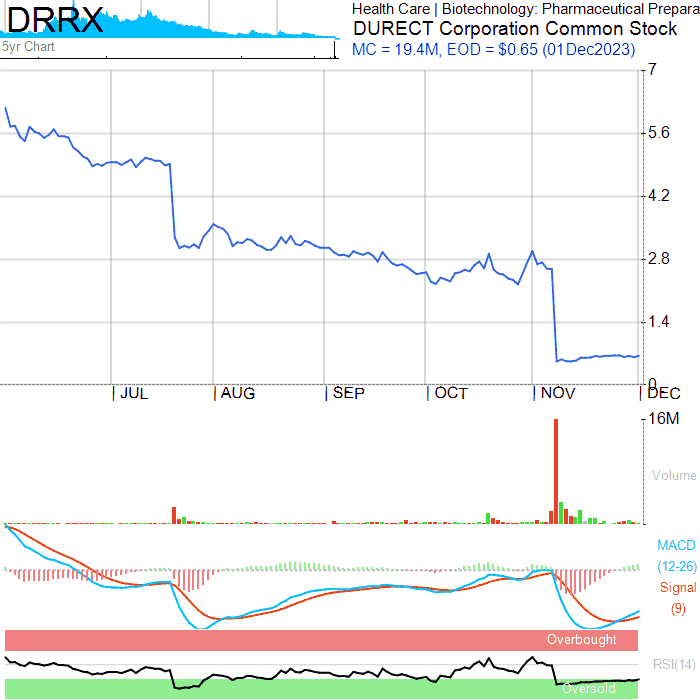 DRRX
5yr Chart
Health Care | Biotechnology: Pharmaceutical Prepara
DURECT Corporation Common Stock
MC = 19.4M, EOD = $0.65 (01Dec2023)
7
5.6
4.2
2.8
1.4
0
JUL AUG SEP OCT NOV DEC
16M
Volume
MACD
(12-26)
Signal
(9)
Overbought
RSI(14)
Oversold